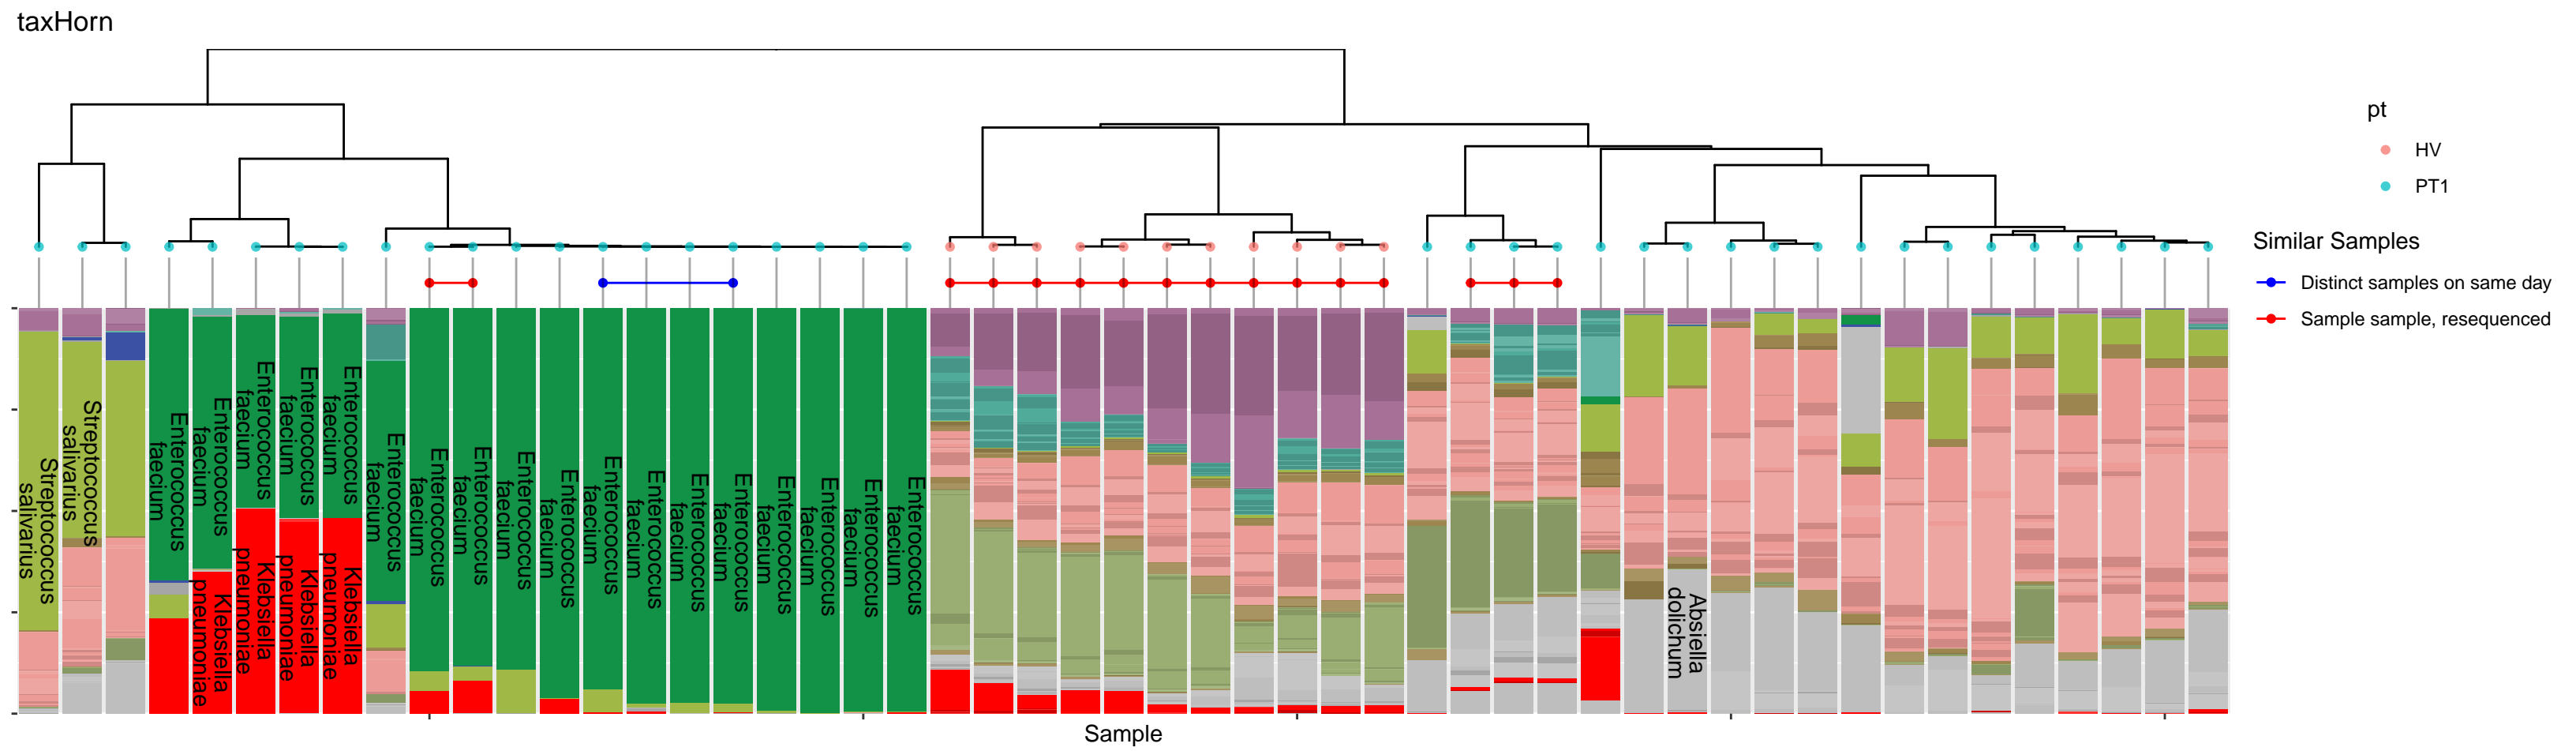 taxHorn
pt
HV
PT1
Similar Samples
Distinct samples on same day
Sample sample, resequenced
Streptococcus
salivarius
Streptococcus
salivarius
Enterococcus
faecium
Enterococcus
faecium
Klebsiella
pneumoniae
Enterococcus
faecium
Klebsiella
pneumoniae
Enterococcus
faecium
Klebsiella
pneumoniae
Enterococcus
faecium
Klebsiella
pneumoniae
Enterococcus
faecium
Enterococcus
faecium
Enterococcus
faecium
Enterococcus
faecium
Enterococcus
faecium
Enterococcus
faecium
Enterococcus
faecium
Enterococcus
faecium
Enterococcus
faecium
Enterococcus
faecium
Enterococcus
faecium
Enterococcus
faecium
Enterococcus
faecium
Absiella
dolichum
Sample